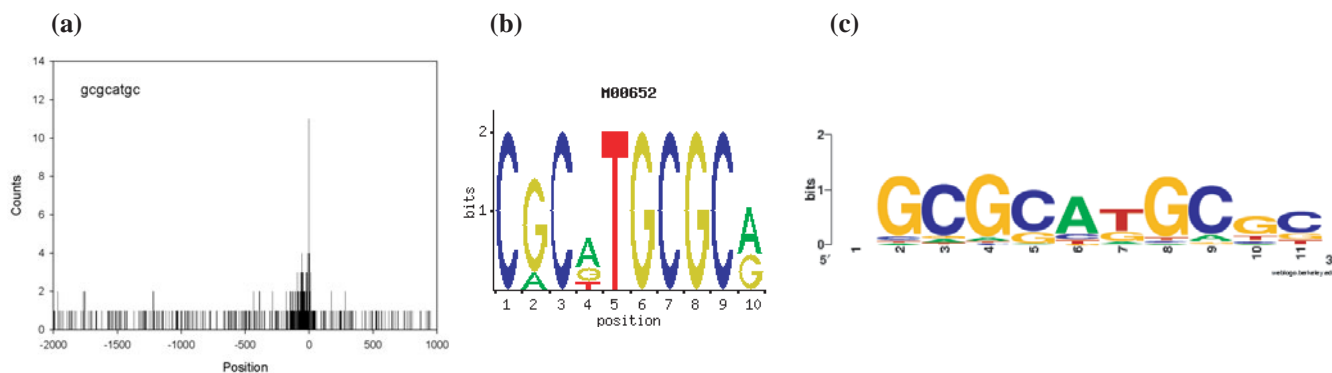 (a)
gcgcatgc
Counts
14
12
10
8
6
4
2
0
-2000 -1500 -1000 -500 0 500 1000
Position
(b)
M00652
bits
2
1
CGCATGCGCA
A G G
T
1 2 3 4 5 6 7 8 9 10
position
(c)
bits
2
1
0
GCGCATGCGC
5′ 1 2 3 4 5 6 7 8 9 10 11 3